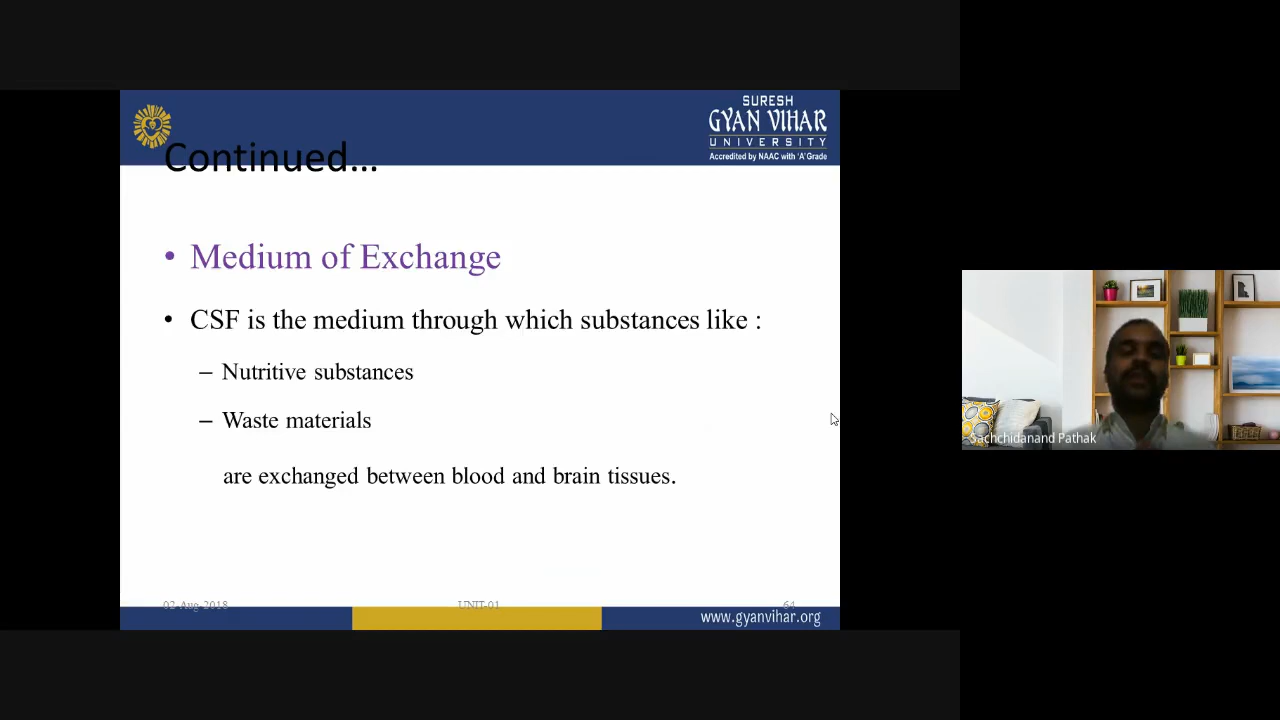 SURESH
GYAN VIHAR
UNIVERSITY
Accredited by NAAC with 'A' Grade
Continued...
• Medium of Exchange
• CSF is the medium through which substances like :
– Nutritive substances
– Waste materials
are exchanged between blood and brain tissues.
Sachchidanand Pathak
02-Aug-2018 UNIT-01 64
www.gyanvihar.org